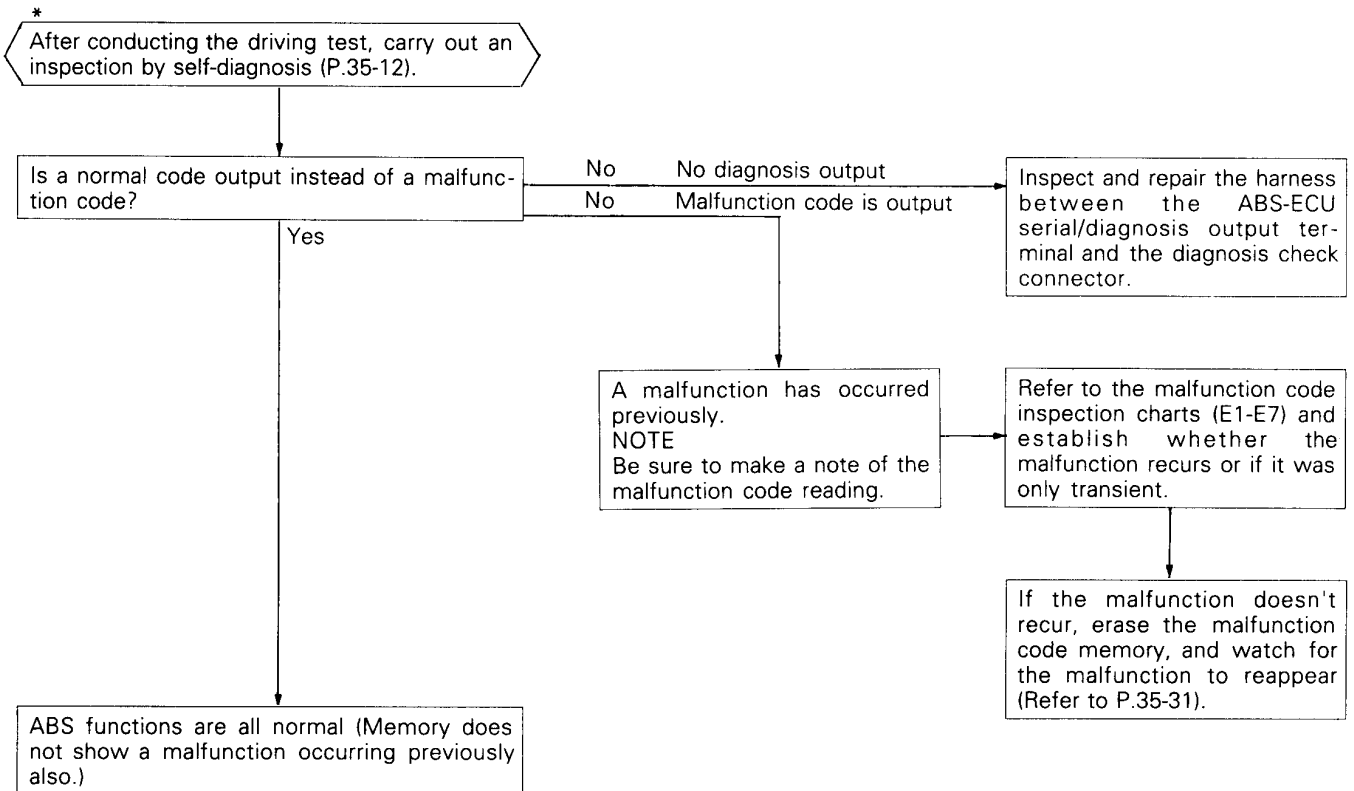 *
After conducting the driving test, carry out an
inspection by self-diagnosis (P.35-12).
Is a normal code output instead of a malfunc-
tion code?
No No diagnosis output
No Malfunction code is output
Yes
Inspect and repair the harness
between the ABS-ECU
serial/diagnosis output ter-
minal and the diagnosis check
connector.
A malfunction has occurred
previously.
NOTE
Be sure to make a note of the
malfunction code reading.
Refer to the malfunction code
inspection charts (E1-E7) and
establish whether the
malfunction recurs or if it was
only transient.
If the malfunction doesn't
recur, erase the malfunction
code memory, and watch for
the malfunction to reappear
(Refer to P.35-31).
ABS functions are all normal (Memory does
not show a malfunction occurring previously
also.)